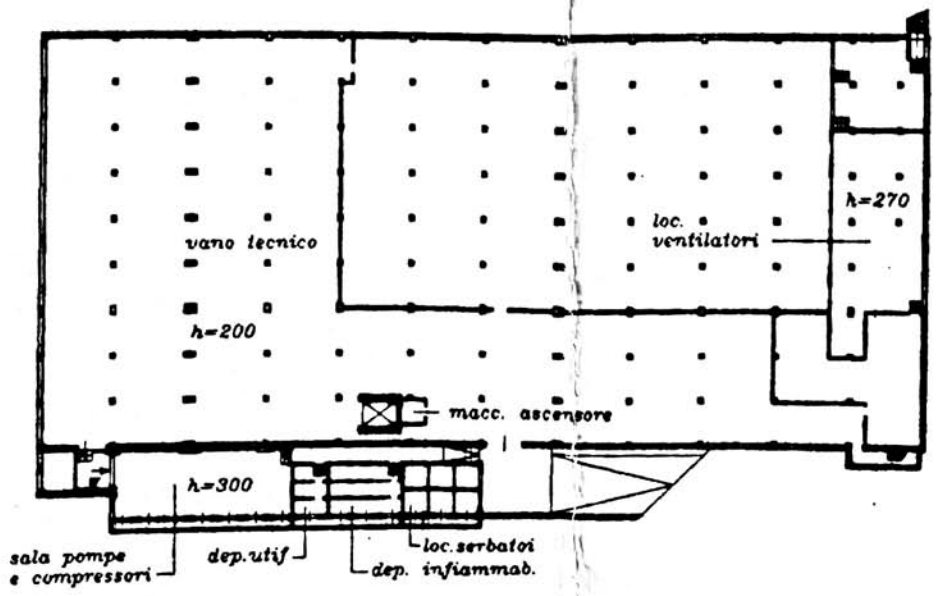 h=270
loc.
ventilatori
vano tecnico
h=200
macc. ascensore
h=300
sala pompe
e compressori
dep.utif
loc.serbatoi
dep. infiammab.